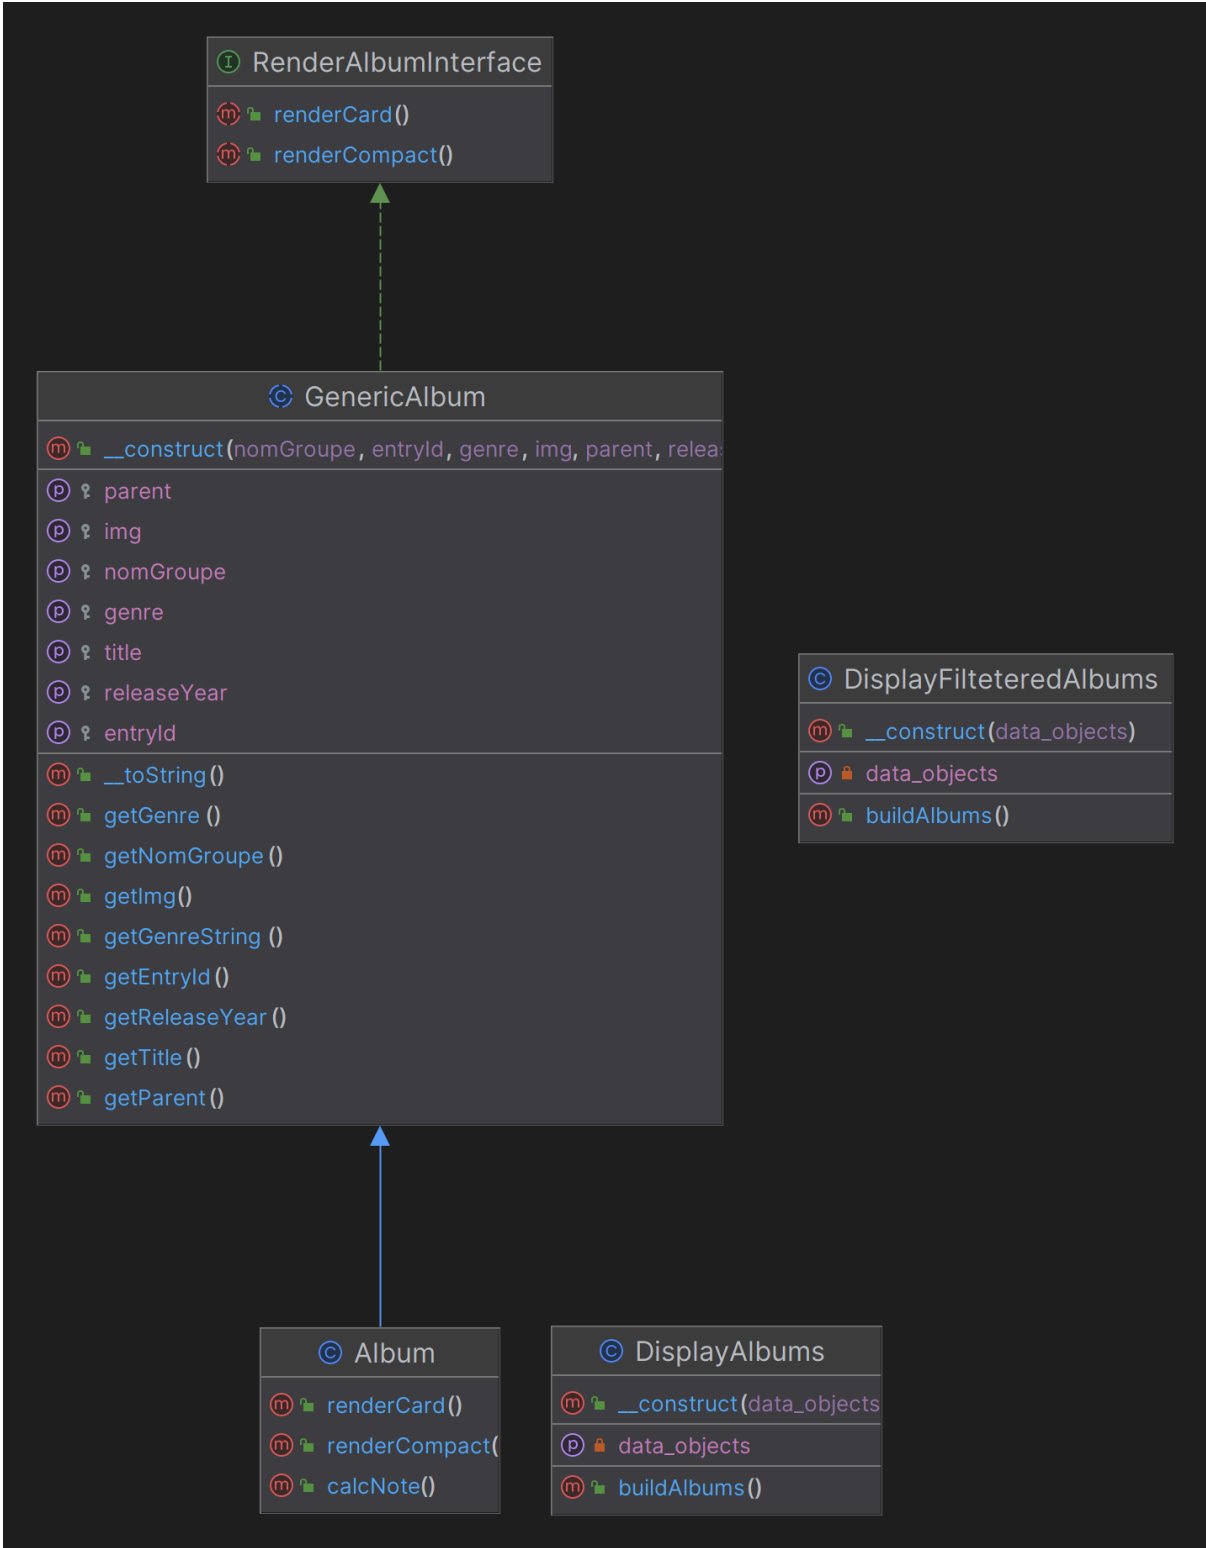 RenderAlbumInterface
renderCard()
renderCompact()
GenericAlbum
__construct(nomGroupe, entryId, genre, img, parent, relea
parent
img
nomGroupe
genre
title
releaseYear
entryId
__toString()
getGenre ()
getNomGroupe ()
getImg()
getGenreString ()
getEntryId()
getReleaseYear ()
getTitle ()
getParent ()
DisplayFilteteredAlbums
__construct(data_objects)
data_objects
buildAlbums()
Album
renderCard()
renderCompact(
calcNote()
DisplayAlbums
__construct(data_objects
data_objects
buildAlbums()